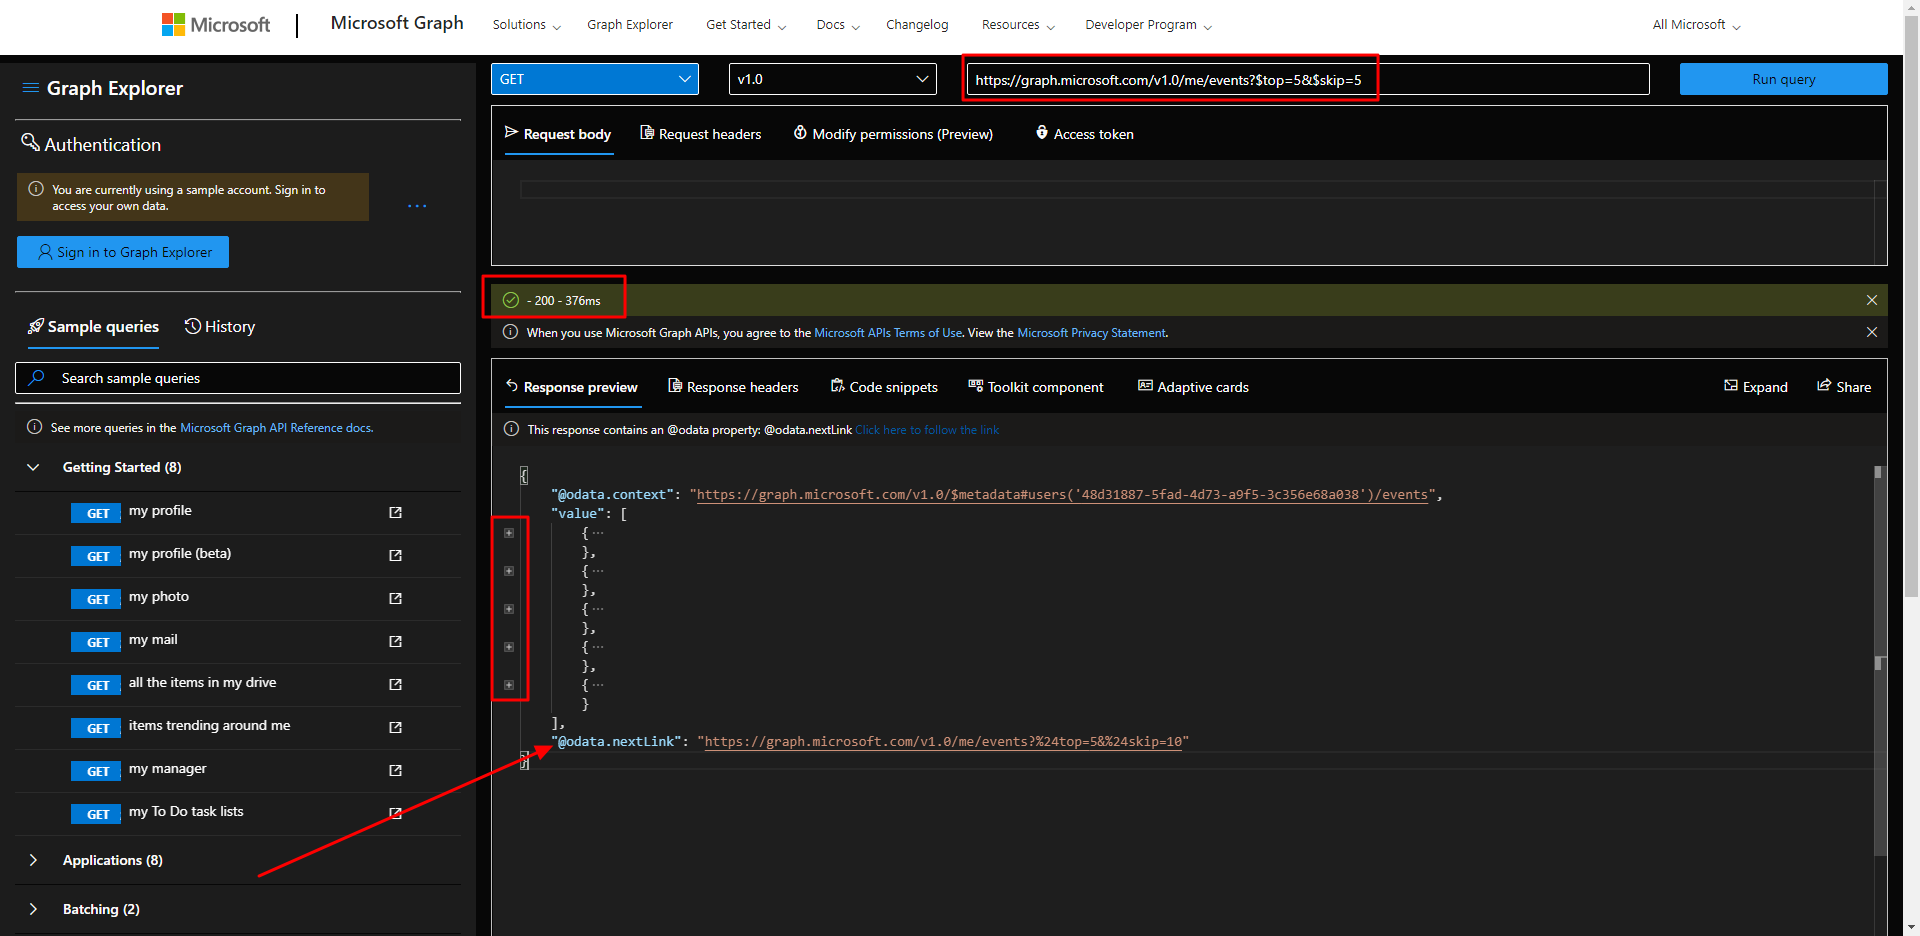 Microsoft | Microsoft Graph Solutions Graph Explorer Get Started Docs Changelog Resources Developer Program All Microsoft
Graph Explorer
Authentication
You are currently using a sample account. Sign in to
access your own data.
...
Sign in to Graph Explorer
Sample queries History
Search sample queries
See more queries in the Microsoft Graph API Reference docs.
Getting Started (8)
GET my profile
GET my profile (beta)
GET my photo
GET my mail
GET all the items in my drive
GET items trending around me
GET my manager
GET my To Do task lists
Applications (8)
Batching (2)
GET v1.0 https://graph.microsoft.com/v1.0/me/events?$top=5&$skip=5 Run query
Request body Request headers Modify permissions (Preview) Access token
- 200 - 376ms
When you use Microsoft Graph APIs, you agree to the Microsoft APIs Terms of Use. View the Microsoft Privacy Statement.
Response preview Response headers Code snippets Toolkit component Adaptive cards Expand Share
This response contains an @odata property: @odata.nextLink Click here to follow the link
{
"@odata.context": "https://graph.microsoft.com/v1.0/$metadata#users('48d31887-5fad-4d73-a9f5-3c356e68a038')/events",
"value": [
{ ...
},
{ ...
},
{ ...
},
{ ...
},
{ ...
}
],
"@odata.nextLink": "https://graph.microsoft.com/v1.0/me/events?%24top=5&%24skip=10"
}